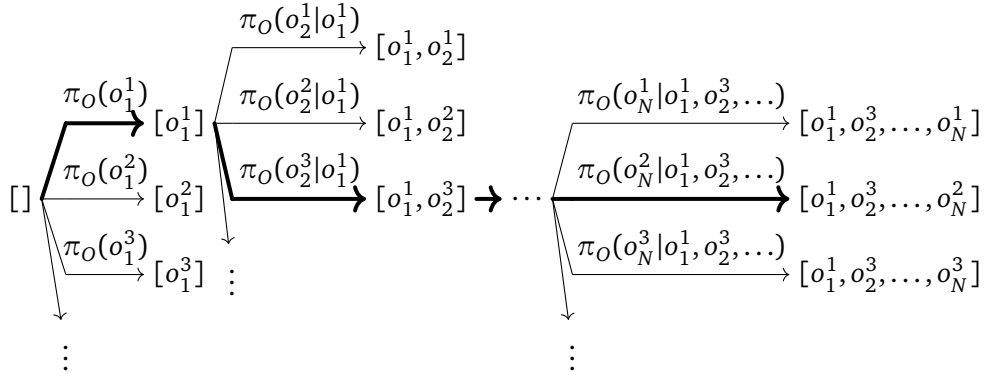 π_O(o_2^1|o_1^1) [o_1^1, o_2^1]
π_O(o_1^1) [o_1^1] π_O(o_2^2|o_1^1) [o_1^1, o_2^2] π_O(o_N^1|o_1^1, o_2^3, …) [o_1^1, o_2^3, …, o_N^1]
[] π_O(o_1^2) [o_1^2] π_O(o_2^3|o_1^1) [o_1^1, o_2^3] ⋯ π_O(o_N^2|o_1^1, o_2^3, …) [o_1^1, o_2^3, …, o_N^2]
π_O(o_1^3) [o_1^3] ⋮ π_O(o_N^3|o_1^1, o_2^3, …) [o_1^1, o_2^3, …, o_N^3]
⋮ ⋮